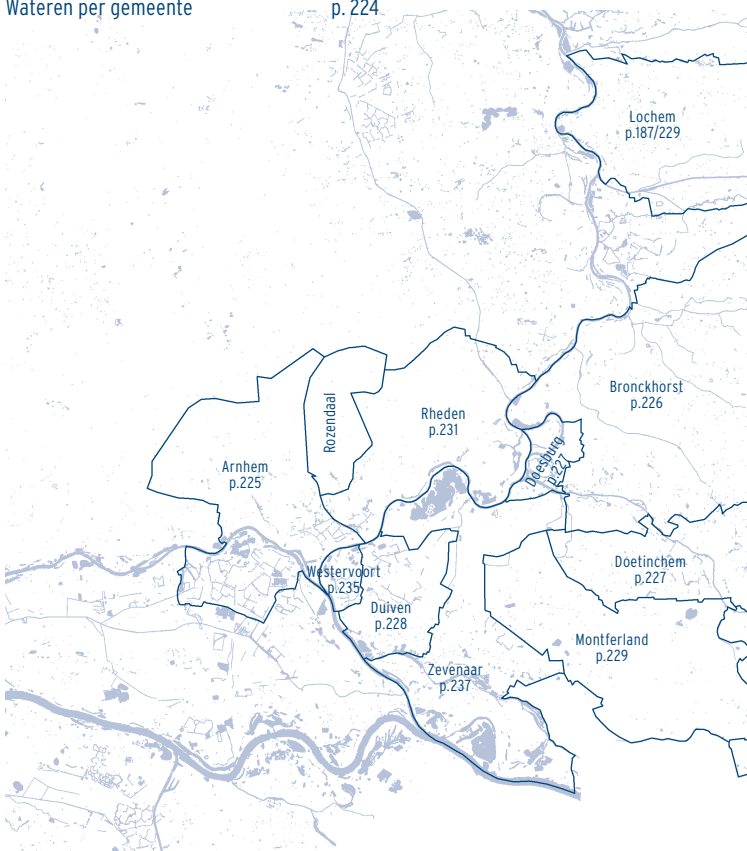 Wateren per gemeente p. 224
Lochem
p.187/229
Bronckhorst
p.226
Rheden
p.231
Rozendaal
Doesburg
p.227
Arnhem
p.225
Doetinchem
p.227
Westervoort
p.235
Duiven
p.228
Montferland
p.229
Zevenaar
p.237